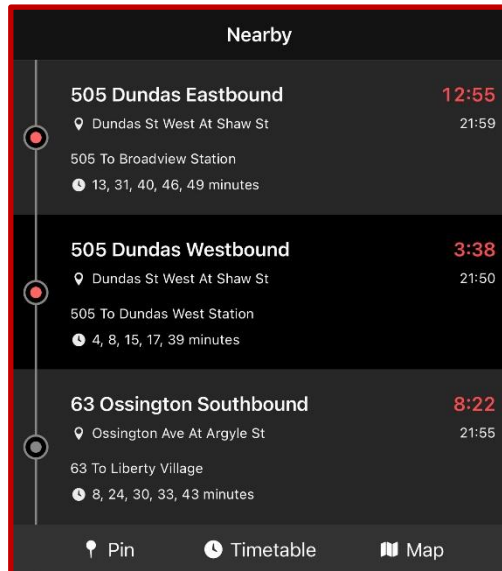 Nearby
505 Dundas Eastbound 12:55
Dundas St West At Shaw St 21:59
505 To Broadview Station
13, 31, 40, 46, 49 minutes
505 Dundas Westbound 3:38
Dundas St West At Shaw St 21:50
505 To Dundas West Station
4, 8, 15, 17, 39 minutes
63 Ossington Southbound 8:22
Ossington Ave At Argyle St 21:55
63 To Liberty Village
8, 24, 30, 33, 43 minutes
Pin Timetable Map